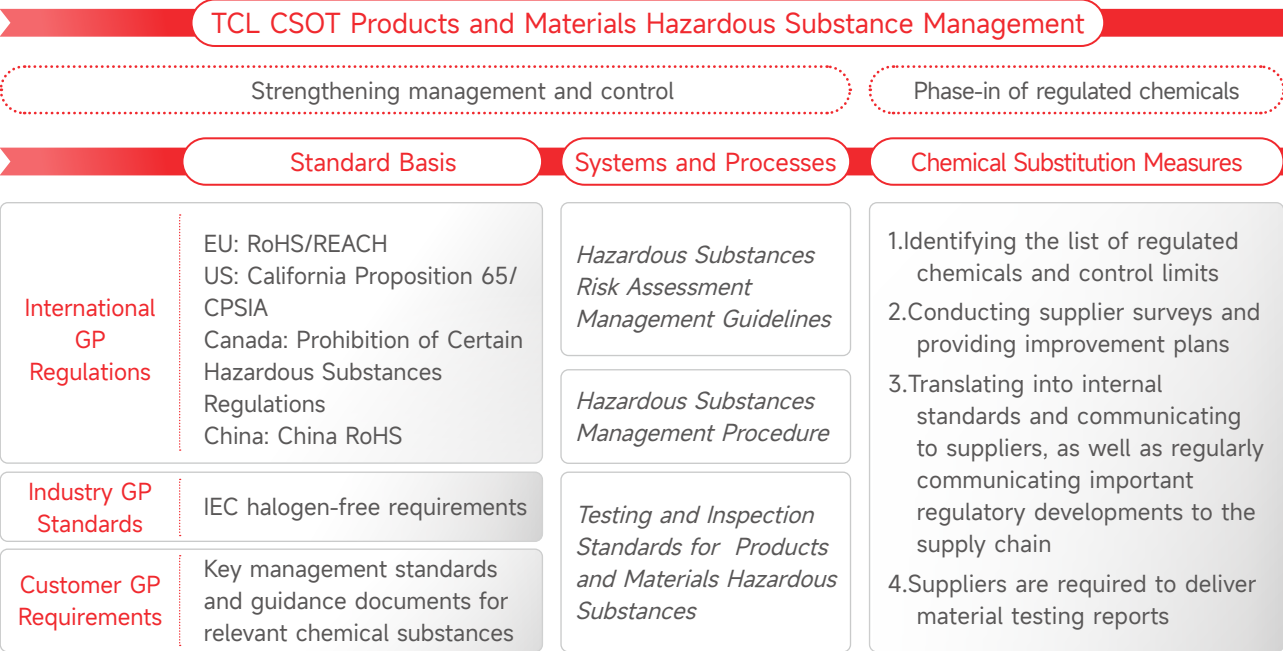 TCL CSOT Products and Materials Hazardous Substance Management
Strengthening management and control
Phase-in of regulated chemicals
Standard Basis
Systems and Processes
Chemical Substitution Measures
International
GP
Regulations
EU: RoHS/REACH
US: California Proposition 65/
CPSIA
Canada: Prohibition of Certain
Hazardous Substances
Regulations
China: China RoHS
Industry GP
Standards
IEC halogen-free requirements
Customer GP
Requirements
Key management standards
and guidance documents for
relevant chemical substances
Hazardous Substances
Risk Assessment
Management Guidelines
Hazardous Substances
Management Procedure
Testing and Inspection
Standards for Products
and Materials Hazardous
Substances
1.Identifying the list of regulated
chemicals and control limits
2.Conducting supplier surveys and
providing improvement plans
3.Translating into internal
standards and communicating
to suppliers, as well as regularly
communicating important
regulatory developments to the
supply chain
4.Suppliers are required to deliver
material testing reports